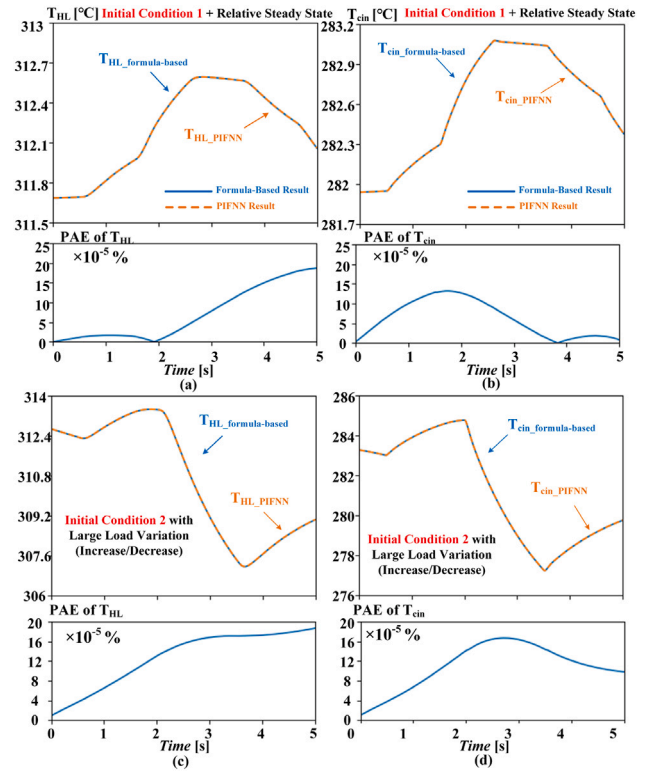 T_HL [°C] Initial Condition 1 + Relative Steady State
313
312.7
312.4
312.1
311.8
311.5
T_HL_formula-based
T_HL_PIFNN
Formula-Based Result
PIFNN Result
PAE of T_HL
×10⁻⁵ %
25
20
15
10
5
0
0 1 2 3 4 5
Time [s]
(a)
T_cin [°C] Initial Condition 1 + Relative Steady State
283.2
282.9
282.6
282.3
282
281.7
T_cin_formula-based
T_cin_PIFNN
Formula-Based Result
PIFNN Result
PAE of T_cin
×10⁻⁵ %
25
20
15
10
5
0
0 1 2 3 4 5
Time [s]
(b)
314
312.4
310.8
309.2
307.6
306
T_HL_formula-based
T_HL_PIFNN
Initial Condition 2 with
Large Load Variation
(Increase/Decrease)
PAE of T_HL
×10⁻⁵ %
20
16
12
8
4
0
0 1 2 3 4 5
Time [s]
(c)
286
284
282
280
278
276
T_cin_formula-based
T_cin_PIFNN
Initial Condition 2 with
Large Load Variation
(Increase/Decrease)
PAE of T_cin
×10⁻⁵ %
20
16
12
8
4
0
0 1 2 3 4 5
Time [s]
(d)